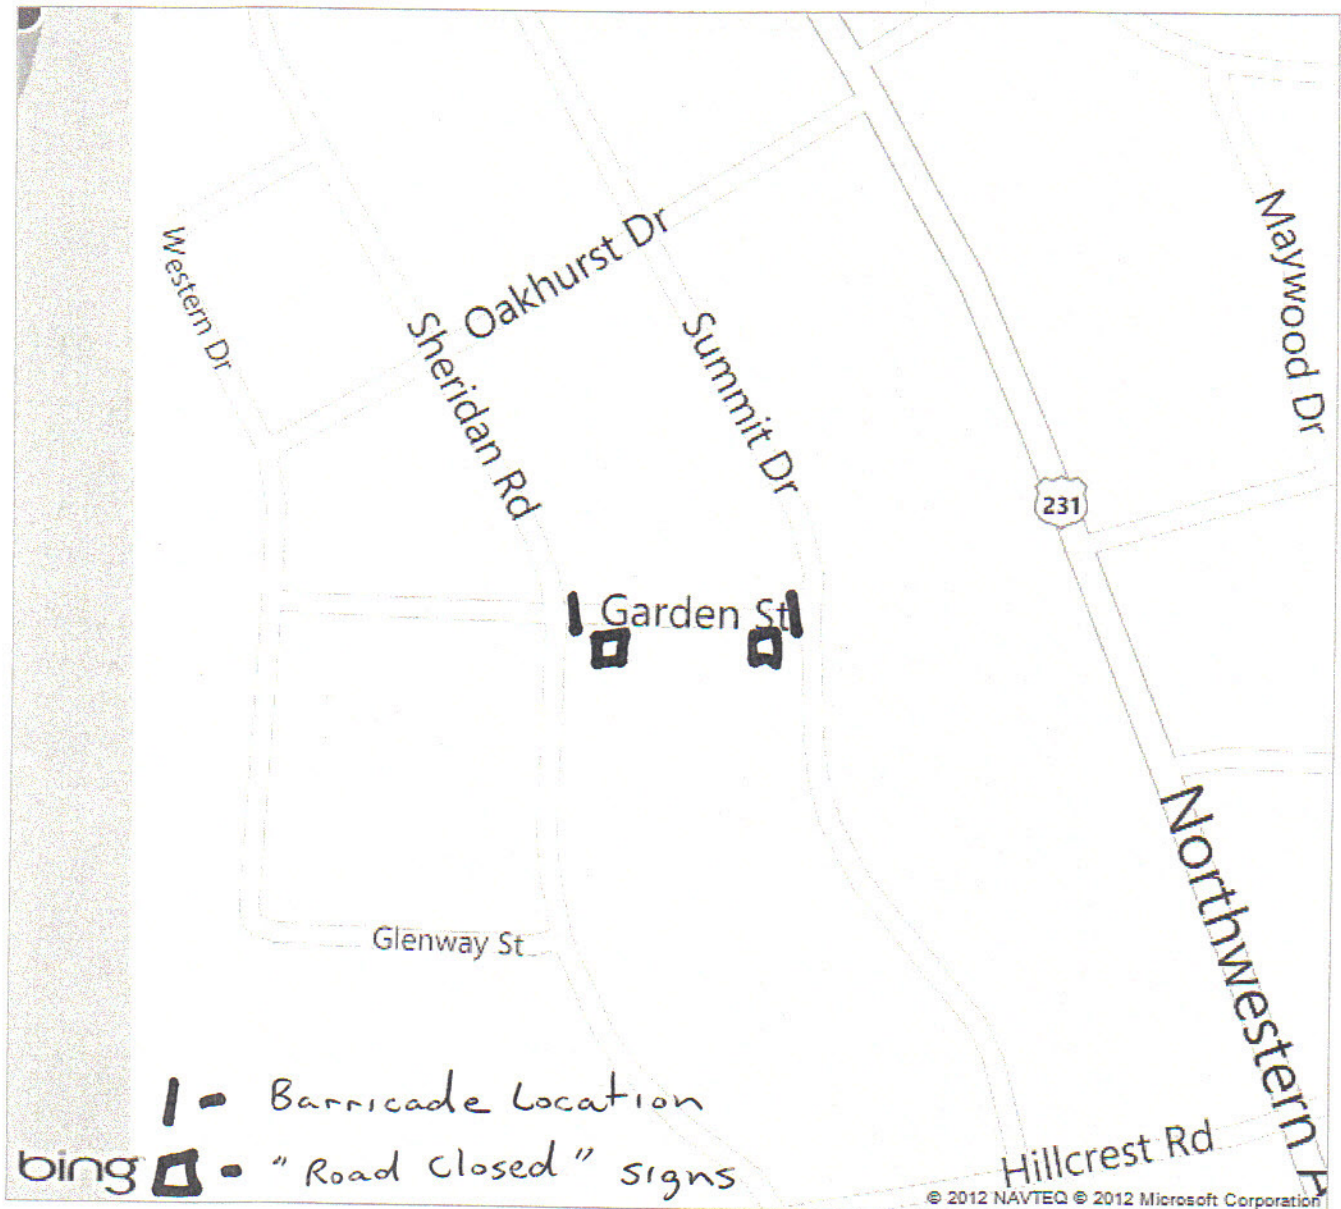 Western Dr
Oakhurst Dr
Sheridan Rd
Summit Dr
Maywood Dr
231
Garden St
Northwestern A
Glenway St
| - Barricade Location
bing
- "Road Closed" signs
Hillcrest Rd
© 2012 NAVTEQ © 2012 Microsoft Corporation